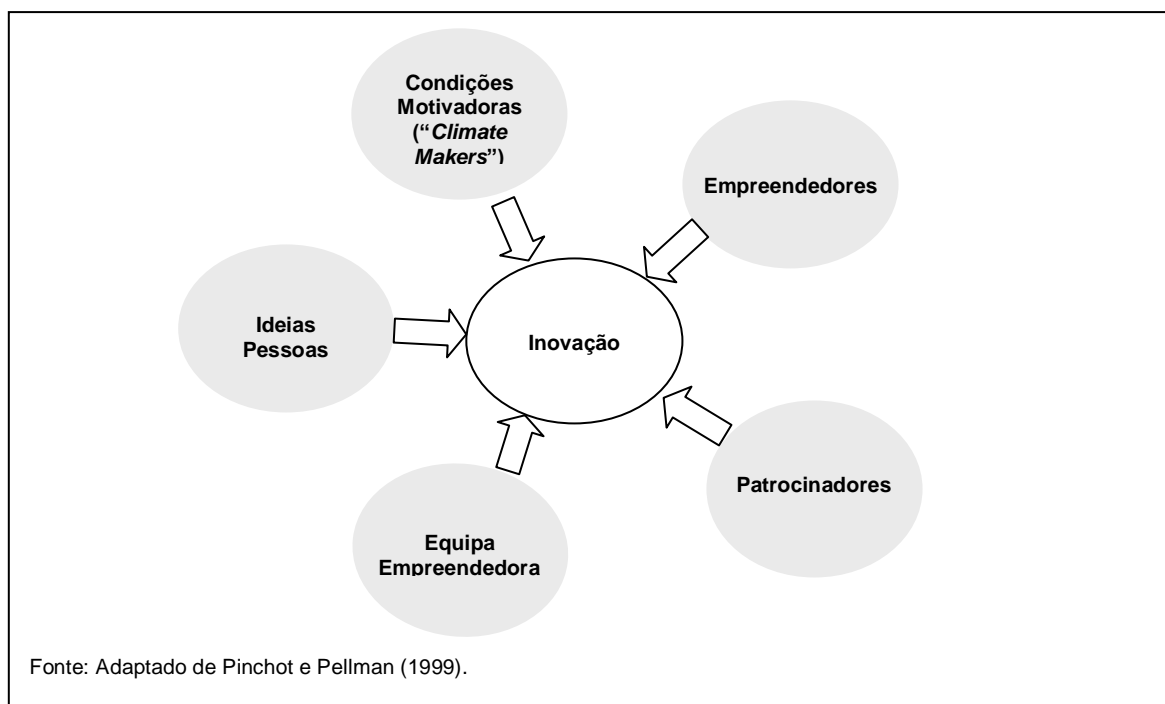 Condições
Motivadoras
(“Climate
Makers”)
Empreendedores
Ideias
Pessoas
Inovação
Patrocinadores
Equipa
Empreendedora
Fonte: Adaptado de Pinchot e Pellman (1999).